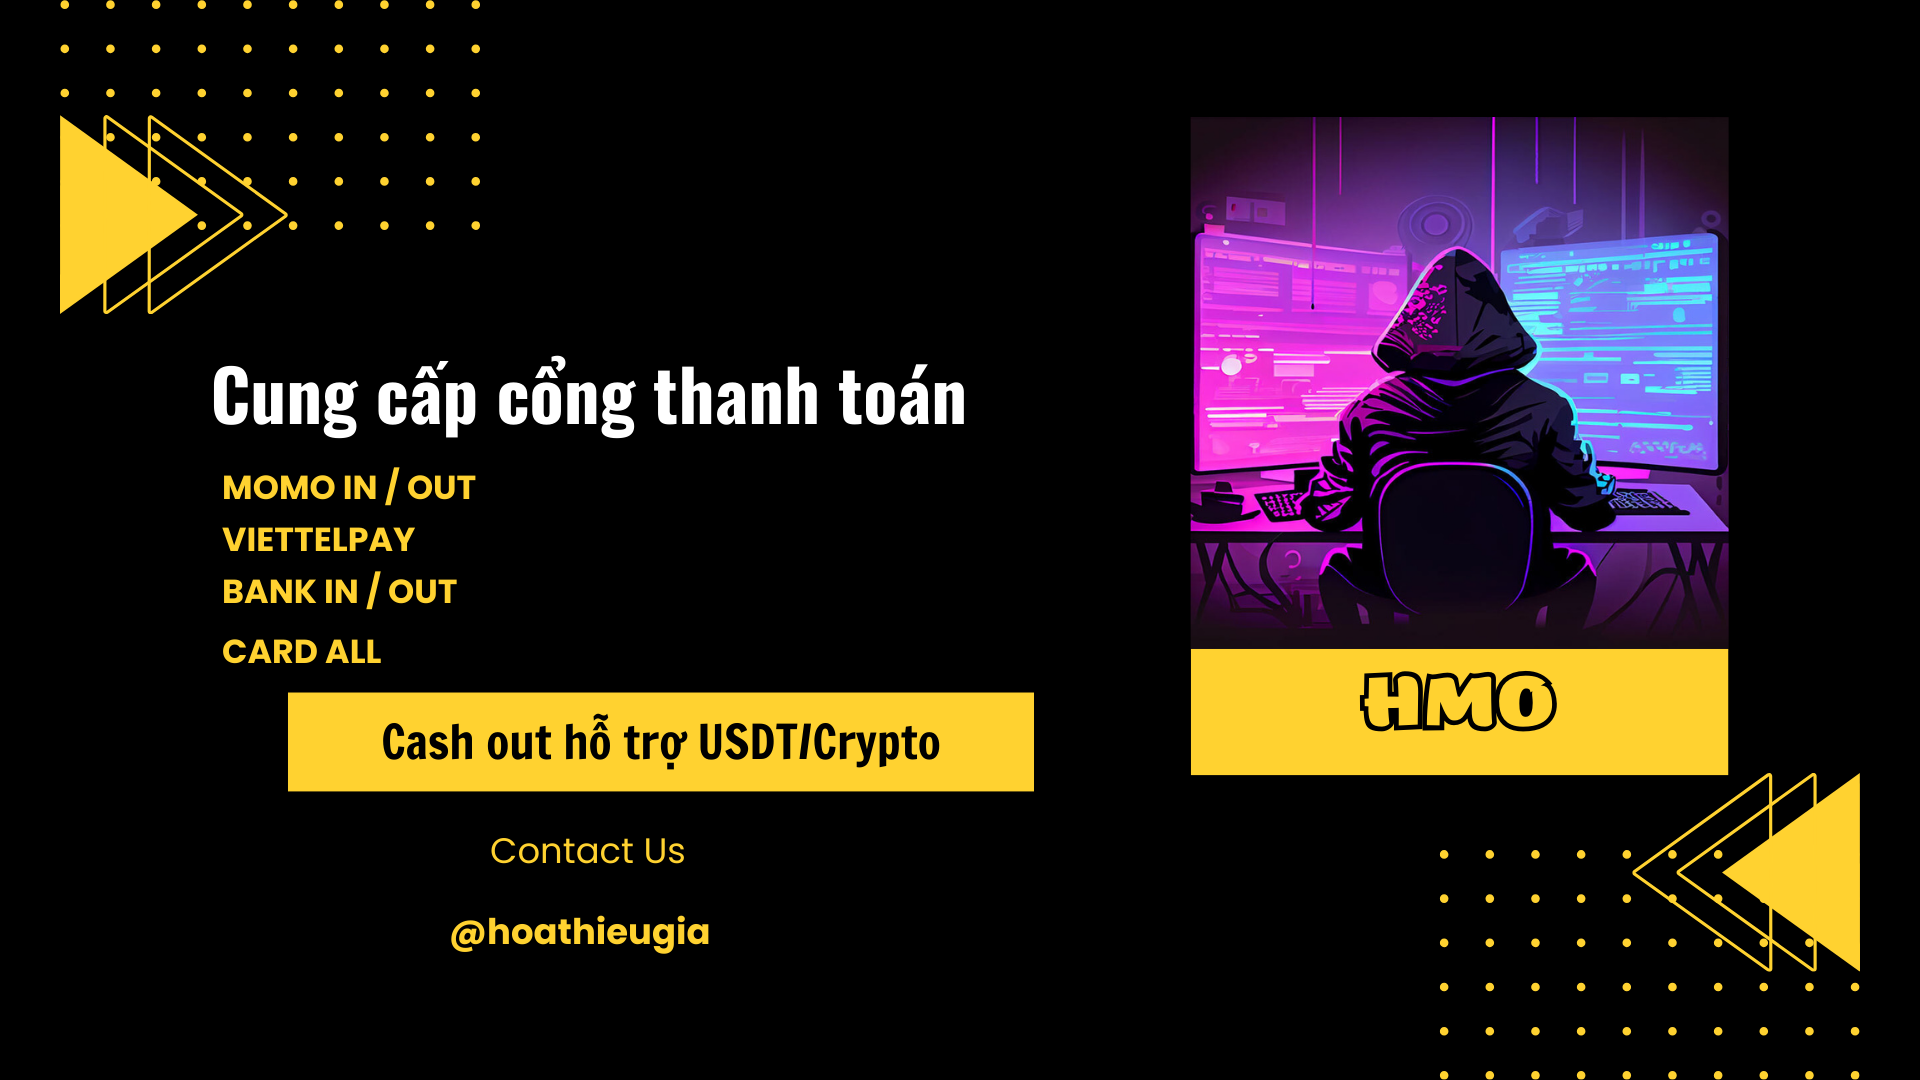 Cung cấp cổng thanh toán
MOMO IN / OUT
VIETTELPAY
BANK IN / OUT
CARD ALL
Cash out hỗ trợ USDT/Crypto
Contact Us
@hoathieugia
HMO